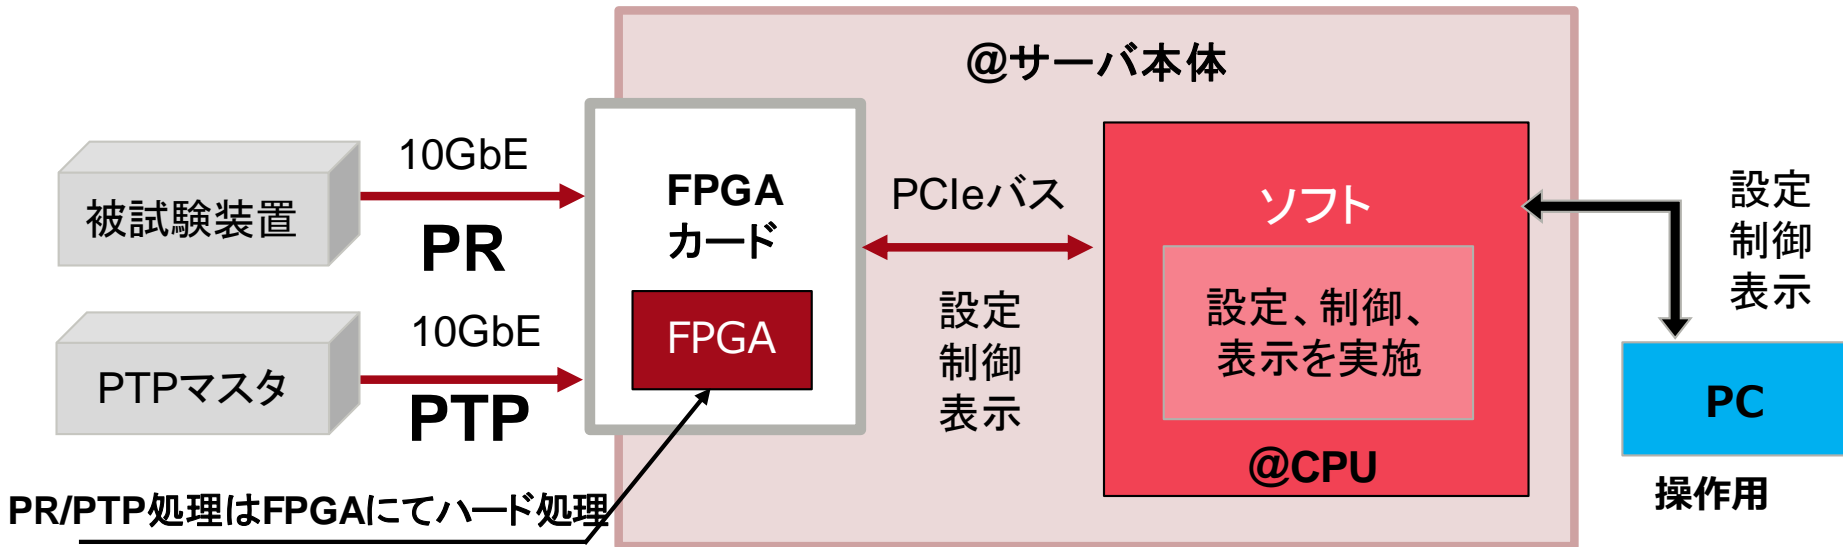 @サーバ本体
被試験装置
10GbE
PR
PTPマスタ
10GbE
PTP
FPGA
カード
FPGA
PCIeバス
設定
制御
表示
ソフト
設定、制御、
表示を実施
@CPU
設定
制御
表示
PC
操作用
PR/PTP処理はFPGAにてハード処理